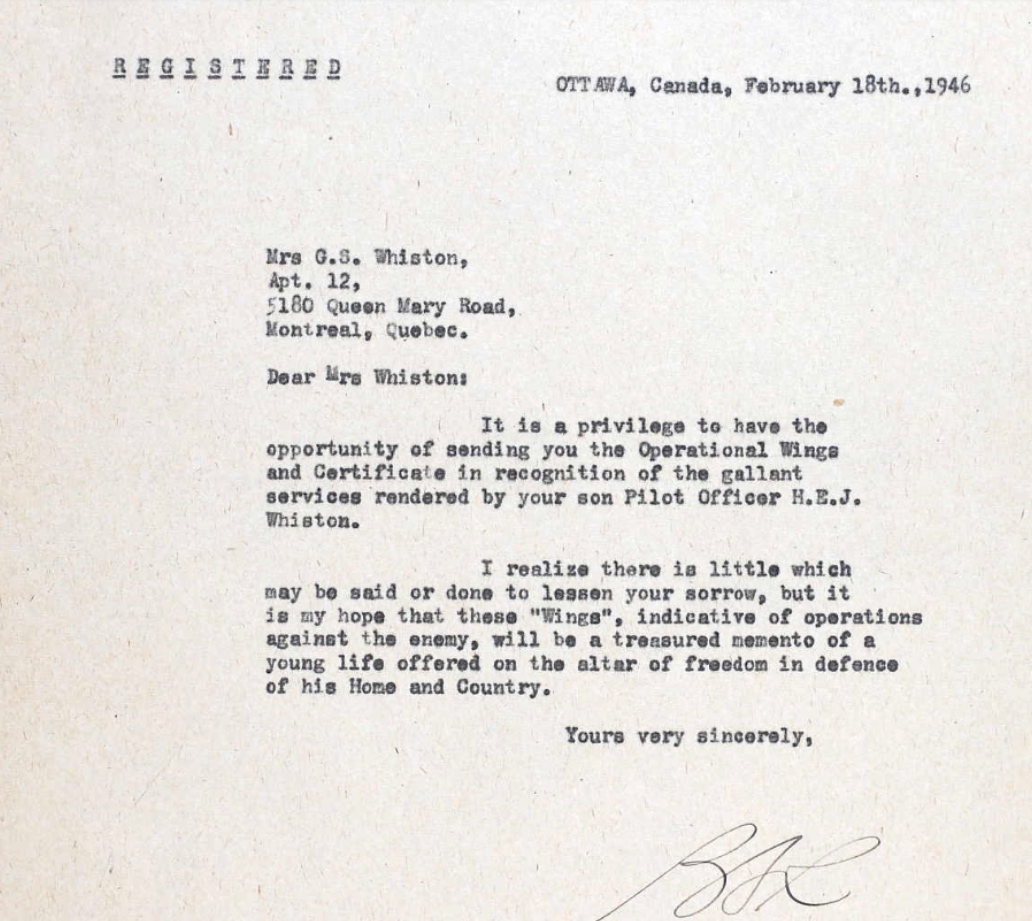 REGISTERED
OTTAWA, Canada, February 18th.,1946
Mrs G.S. Whiston,
Apt. 12,
5180 Queen Mary Road,
Montreal, Quebec.
Dear Mrs Whiston:
It is a privilege to have the
opportunity of sending you the Operational Wings
and Certificate in recognition of the gallant
services rendered by your son Pilot Officer H.E.J.
Whiston.
I realize there is little which
may be said or done to lessen your sorrow, but it
is my hope that these "Wings", indicative of operations
against the enemy, will be a treasured memento of a
young life offered on the altar of freedom in defence
of his Home and Country.
Yours very sincerely,